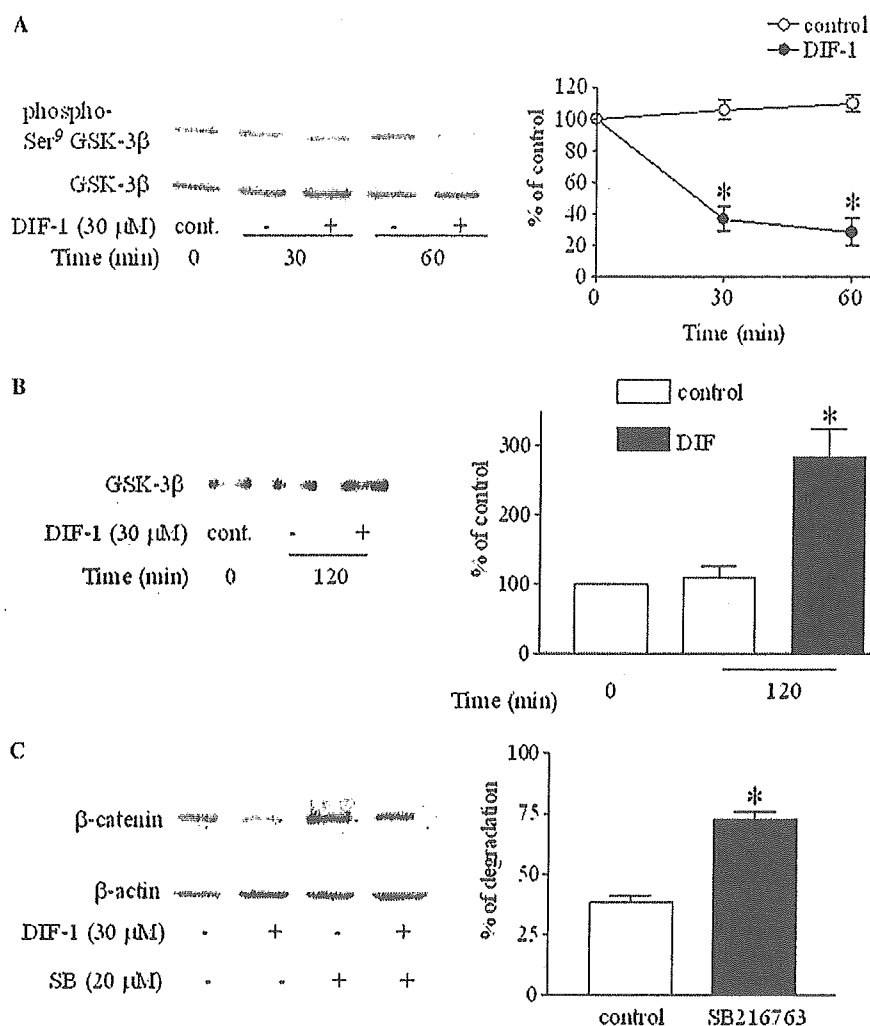 A
control
DIF-1
phospho-
Ser9 GSK-3β
GSK-3β
DIF-1 (30 μM) cont. - + - +
Time (min) 0 30 60
% of control
120
100
80
60
40
20
0
* *
0 30 60
Time (min)
B
GSK-3β
DIF-1 (30 μM) cont. - +
Time (min) 0 120
control
DIF
% of control
300
200
100
0
*
Time (min) 0 120
C
β-catenin
β-actin
DIF-1 (30 μM) - + - +
SB (20 μM) - - + +
% of degradation
100
75
50
25
0
*
control SB216763